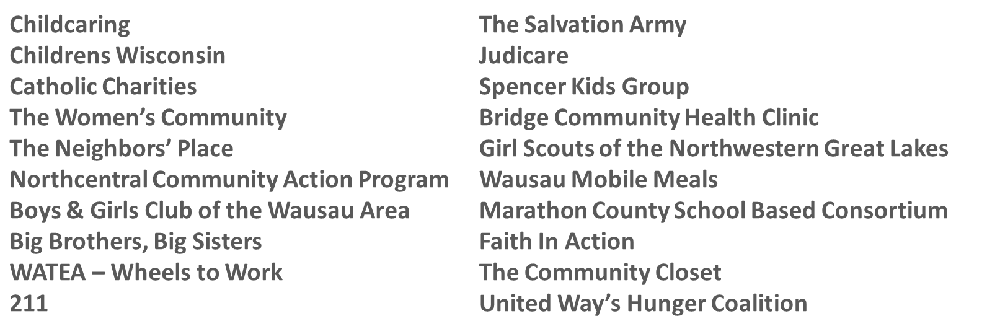 Childcaring
Childrens Wisconsin
Catholic Charities
The Women’s Community
The Neighbors’ Place
Northcentral Community Action Program
Boys & Girls Club of the Wausau Area
Big Brothers, Big Sisters
WATEA – Wheels to Work
211
The Salvation Army
Judicare
Spencer Kids Group
Bridge Community Health Clinic
Girl Scouts of the Northwestern Great Lakes
Wausau Mobile Meals
Marathon County School Based Consortium
Faith In Action
The Community Closet
United Way’s Hunger Coalition